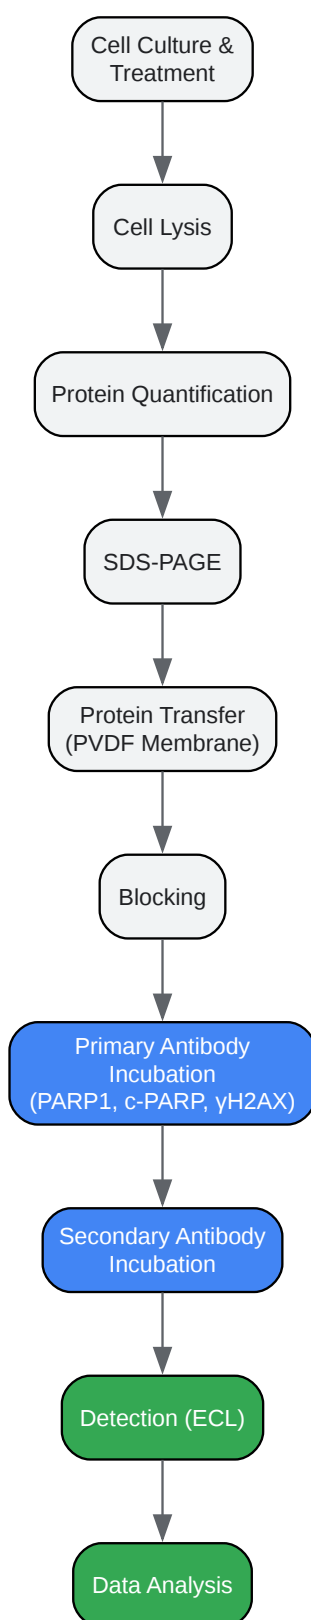 Cell Culture &
Treatment
Cell Lysis
Protein Quantification
SDS-PAGE
Protein Transfer
(PVDF Membrane)
Blocking
Primary Antibody
Incubation
(PARP1, c-PARP, γH2AX)
Secondary Antibody
Incubation
Detection (ECL)
Data Analysis